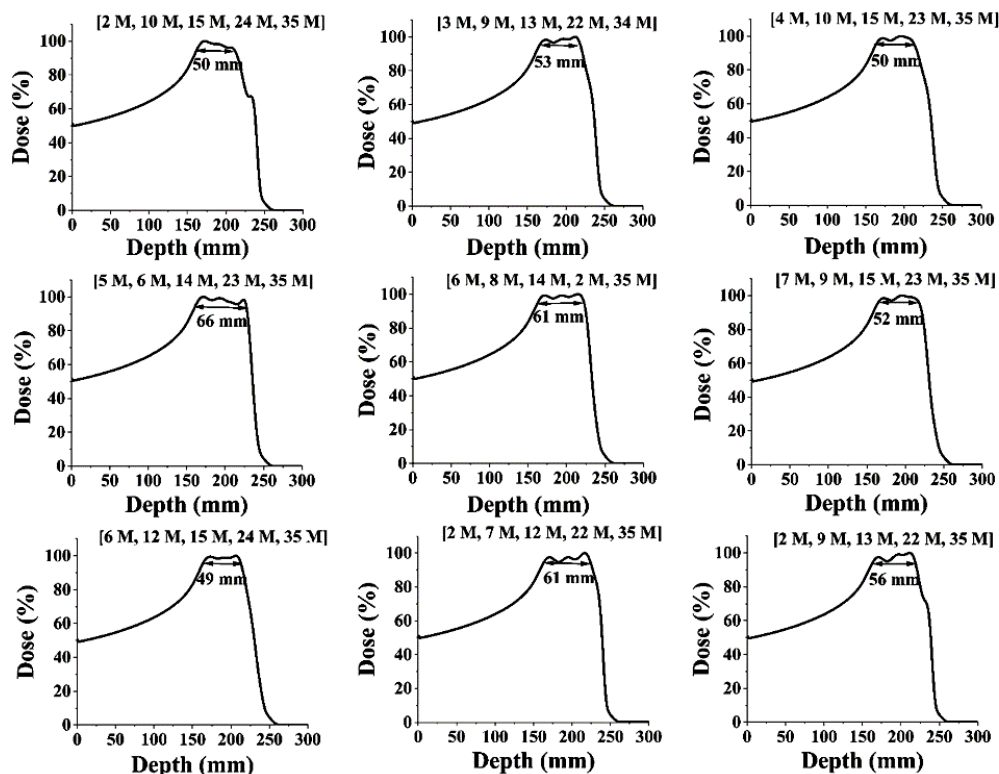 [2 M, 10 M, 15 M, 24 M, 35 M]
Dose (%)
100
80
60
40
20
0
50 mm
0 50 100 150 200 250 300
Depth (mm)
[3 M, 9 M, 13 M, 22 M, 34 M]
Dose (%)
100
80
60
40
20
0
53 mm
0 50 100 150 200 250 300
Depth (mm)
[4 M, 10 M, 15 M, 23 M, 35 M]
Dose (%)
100
80
60
40
20
0
50 mm
0 50 100 150 200 250 300
Depth (mm)
[5 M, 6 M, 14 M, 23 M, 35 M]
Dose (%)
100
80
60
40
20
0
66 mm
0 50 100 150 200 250 300
Depth (mm)
[6 M, 8 M, 14 M, 2 M, 35 M]
Dose (%)
100
80
60
40
20
0
61 mm
0 50 100 150 200 250 300
Depth (mm)
[7 M, 9 M, 15 M, 23 M, 35 M]
Dose (%)
100
80
60
40
20
0
52 mm
0 50 100 150 200 250 300
Depth (mm)
[6 M, 12 M, 15 M, 24 M, 35 M]
Dose (%)
100
80
60
40
20
0
49 mm
0 50 100 150 200 250 300
Depth (mm)
[2 M, 7 M, 12 M, 22 M, 35 M]
Dose (%)
100
80
60
40
20
0
61 mm
0 50 100 150 200 250 300
Depth (mm)
[2 M, 9 M, 13 M, 22 M, 35 M]
Dose (%)
100
80
60
40
20
0
56 mm
0 50 100 150 200 250 300
Depth (mm)